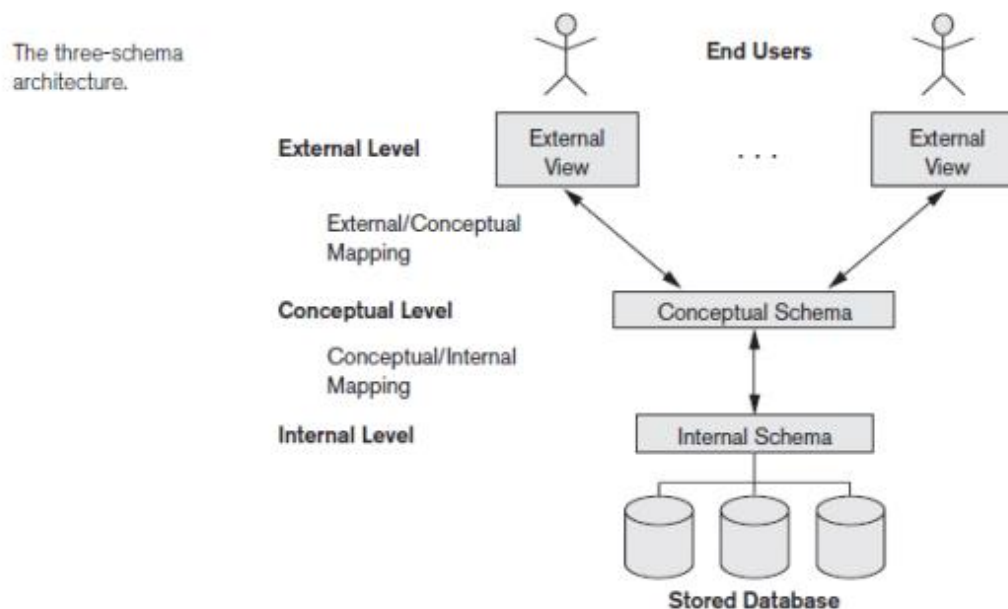 The three-schema
architecture.
End Users
External Level
External
View
. . .
External
View
External/Conceptual
Mapping
Conceptual Level
Conceptual Schema
Conceptual/Internal
Mapping
Internal Level
Internal Schema
Stored Database